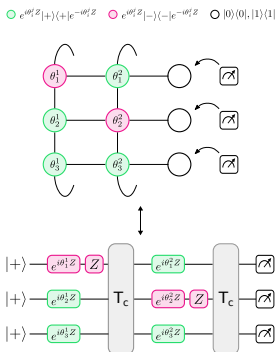 e^{iθ_i^j Z}|+⟩⟨+|e^{-iθ_i^j Z} e^{iθ_i^j Z}|−⟩⟨−|e^{-iθ_i^j Z} |0⟩⟨0|, |1⟩⟨1|
θ_1^1 θ_1^2
θ_2^1 θ_2^2
θ_3^1 θ_3^2
|+⟩ e^{iθ_1^1 Z} Z e^{iθ_1^2 Z}
|+⟩ e^{iθ_2^1 Z} T_c e^{iθ_2^2 Z} Z T_c
|+⟩ e^{iθ_3^1 Z} e^{iθ_3^2 Z}